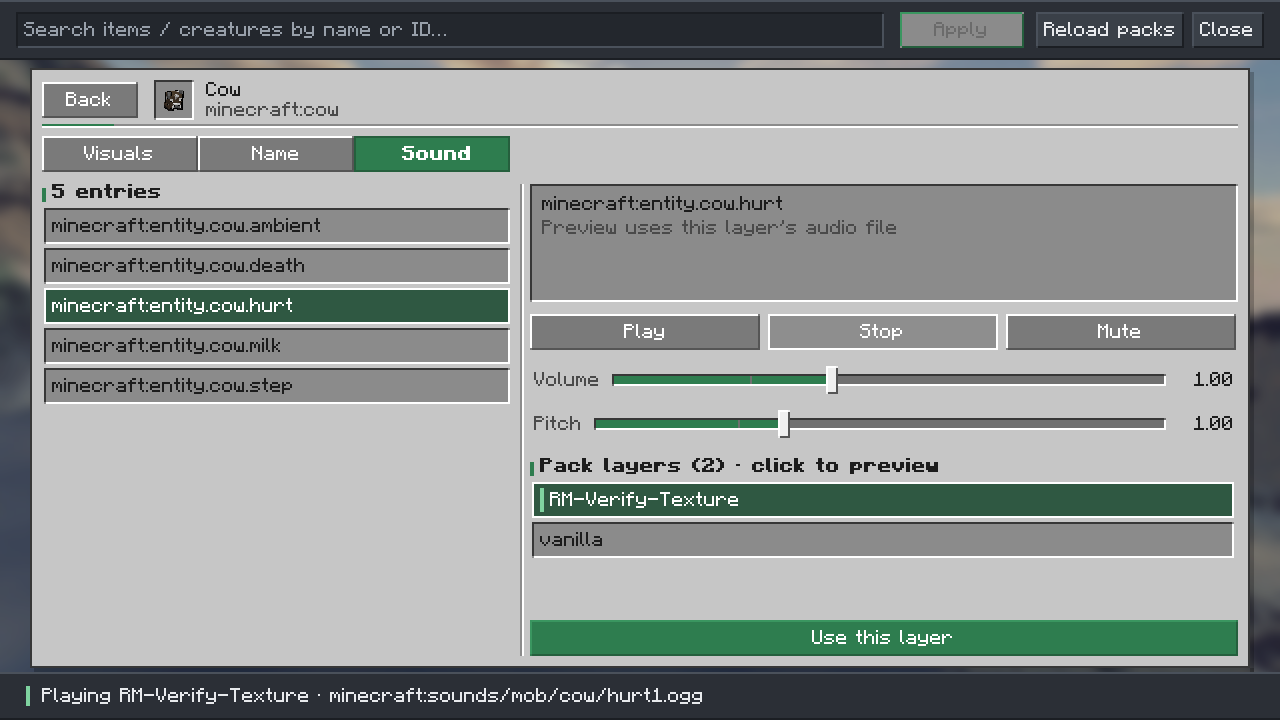 Search items / creatures by name or ID...
Apply
Reload packs
Close
Back
Cow
minecraft:cow
Visuals
Name
Sound
5 entries
minecraft:entity.cow.ambient
minecraft:entity.cow.death
minecraft:entity.cow.hurt
minecraft:entity.cow.milk
minecraft:entity.cow.step
minecraft:entity.cow.hurt
Preview uses this layer's audio file
Play
Stop
Mute
Volume
1.00
Pitch
1.00
Pack layers (2) · click to preview
RM-Verify-Texture
vanilla
Use this layer
Playing RM-Verify-Texture · minecraft:sounds/mob/cow/hurt1.ogg